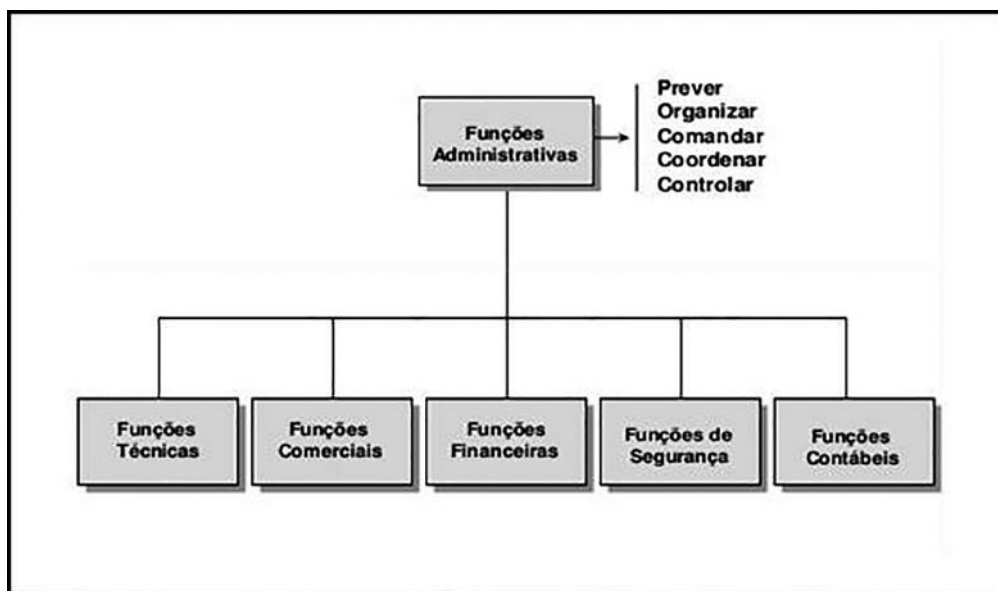 Funções
Administrativas
Prever
Organizar
Comandar
Coordenar
Controlar
Funções
Técnicas
Funções
Comerciais
Funções
Financeiras
Funções de
Segurança
Funções
Contábeis